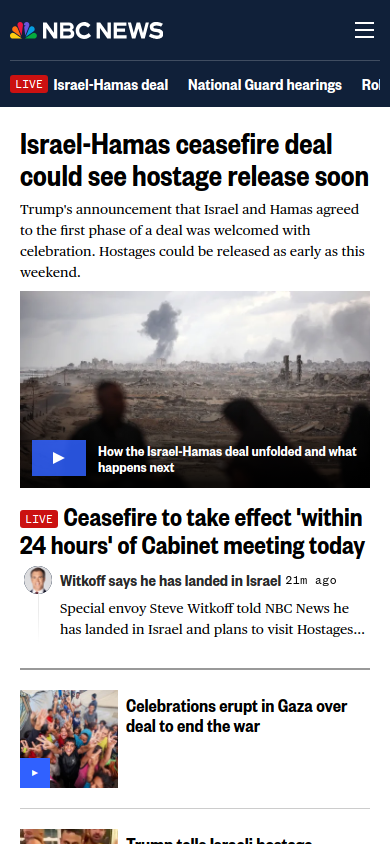 NBC NEWS
LIVE Israel-Hamas deal National Guard hearings
Israel-Hamas ceasefire deal
could see hostage release soon
Trump's announcement that Israel and Hamas agreed
to the first phase of a deal was welcomed with
celebration. Hostages could be released as early as this
weekend.
How the Israel-Hamas deal unfolded and what
happens next
LIVE Ceasefire to take effect 'within
24 hours' of Cabinet meeting today
Witkoff says he has landed in Israel 21m ago
Special envoy Steve Witkoff told NBC News he
has landed in Israel and plans to visit Hostages...
Celebrations erupt in Gaza over
deal to end the war
Trump tells Israeli hostage